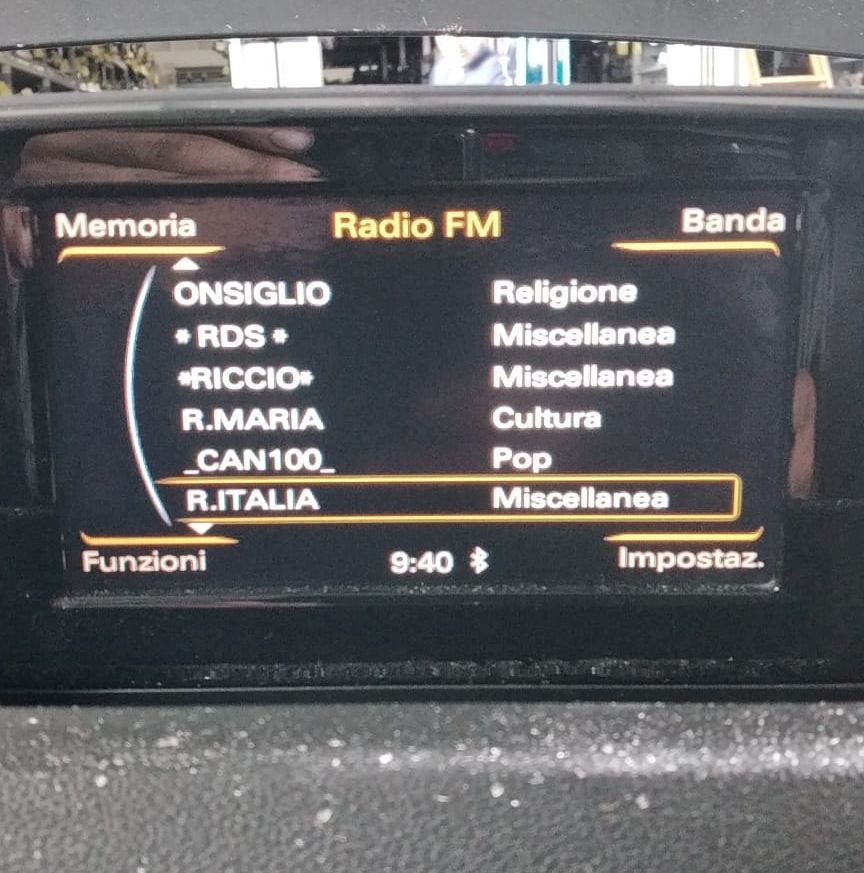 Memoria Radio FM Banda
ONSIGLIO Religione
* RDS * Miscellanea
*RICCIO* Miscellanea
R.MARIA Cultura
_CAN100_ Pop
R.ITALIA Miscellanea
Funzioni 9:40 Impostaz.